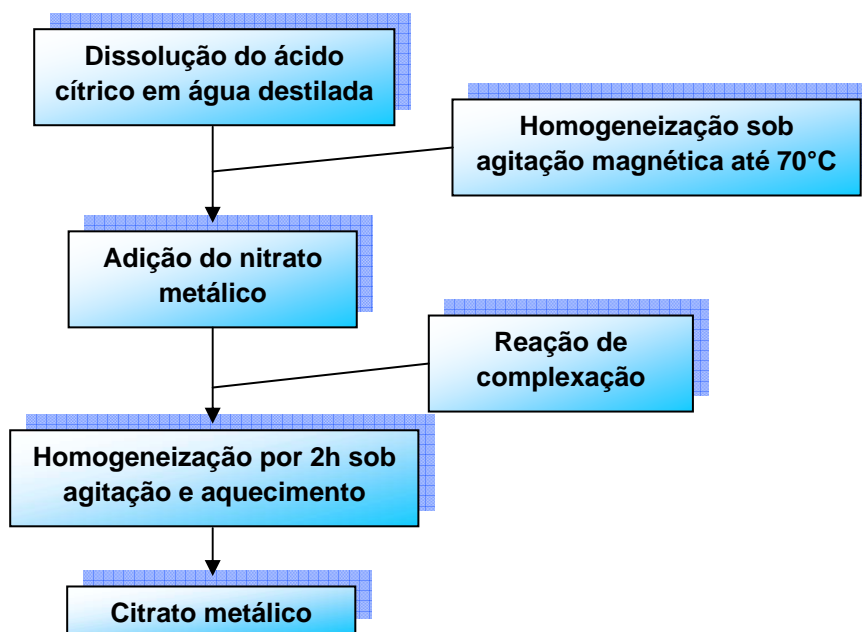 Dissolução do ácido
cítrico em água destilada
Homogeneização sob
agitação magnética até 70°C
Adição do nitrato
metálico
Reação de
complexação
Homogeneização por 2h sob
agitação e aquecimento
Citrato metálico